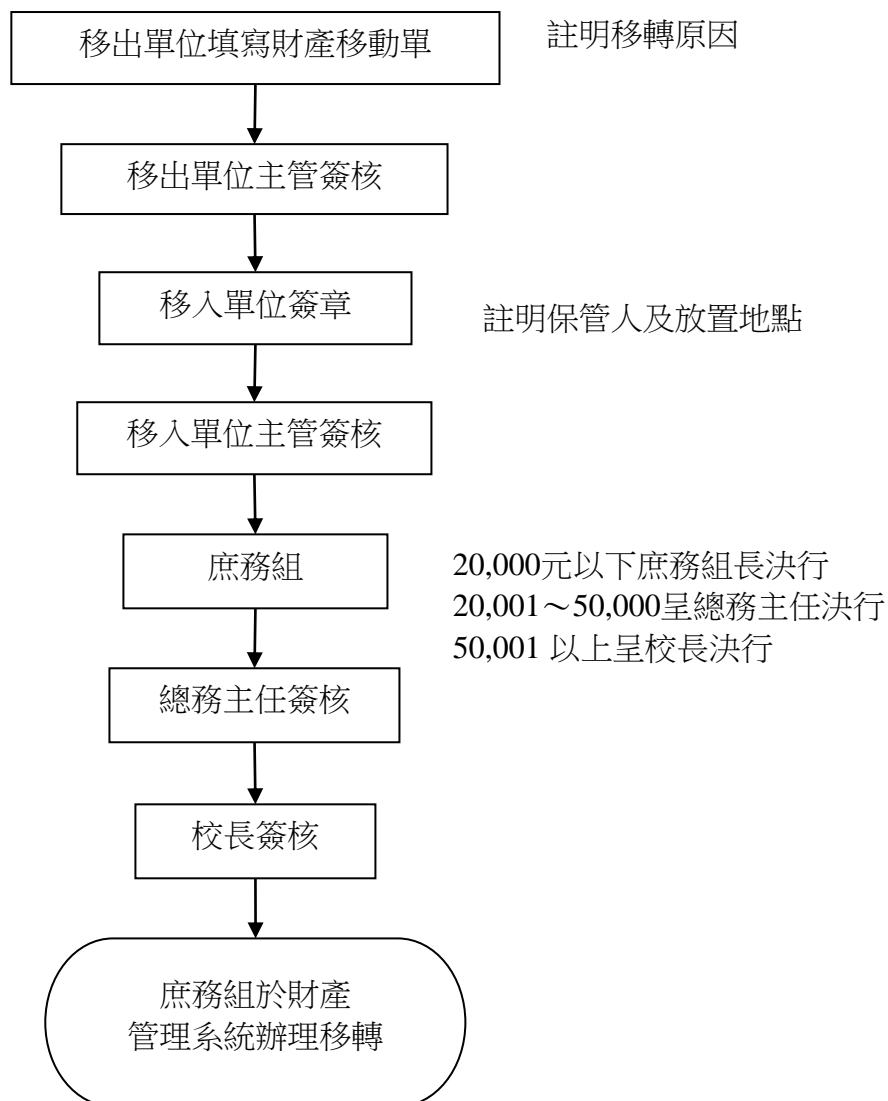 移出單位填寫財產移動單
註明移轉原因
移出單位主管簽核
移入單位簽章
註明保管人及放置地點
移入單位主管簽核
庶務組
20,000元以下庶務組長決行
20,001～50,000呈總務主任決行
50,001 以上呈校長決行
總務主任簽核
校長簽核
庶務組於財產
管理系統辦理移轉